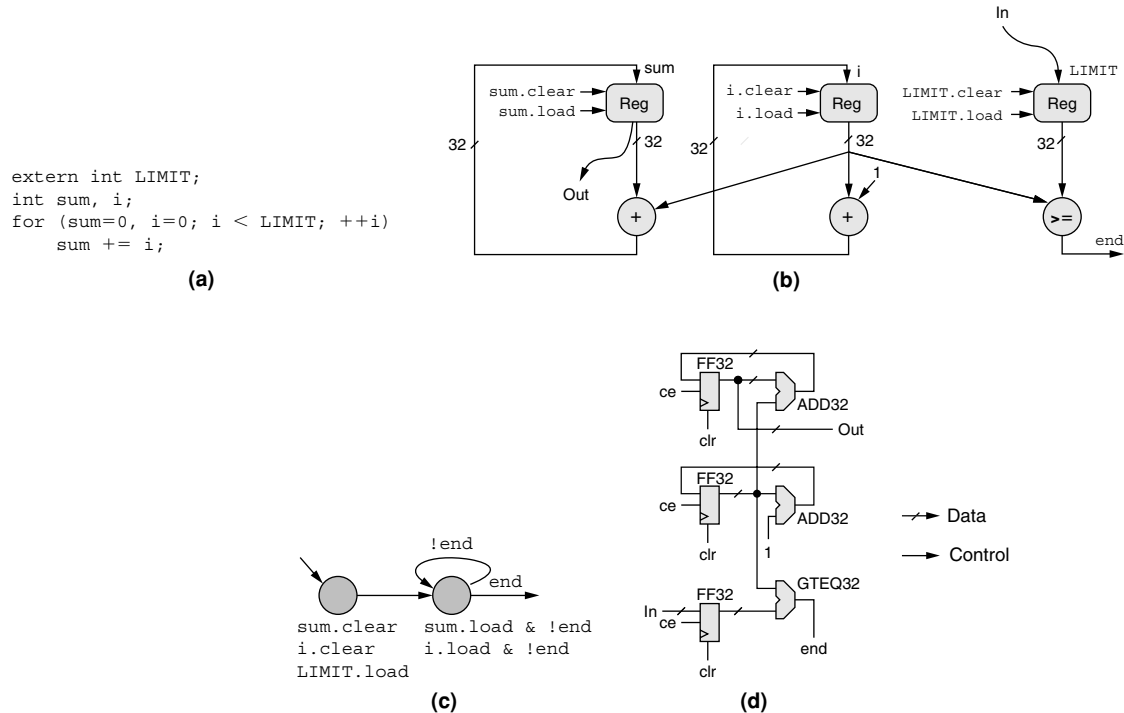 extern int LIMIT;
int sum, i;
for (sum=0, i=0; i < LIMIT; ++i)
sum += i;
(a)
In
sum
i
LIMIT
sum.clear
sum.load
Reg
i.clear
i.load
Reg
LIMIT.clear
LIMIT.load
Reg
32
32
32
32
32
Out
1
+
+
>=
end
(b)
!end
end
sum.clear
i.clear
LIMIT.load
sum.load & !end
i.load & !end
(c)
FF32
ce
clr
ADD32
Out
FF32
ce
clr
1
ADD32
GTEQ32
FF32
In
ce
clr
end
(d)
Data
Control